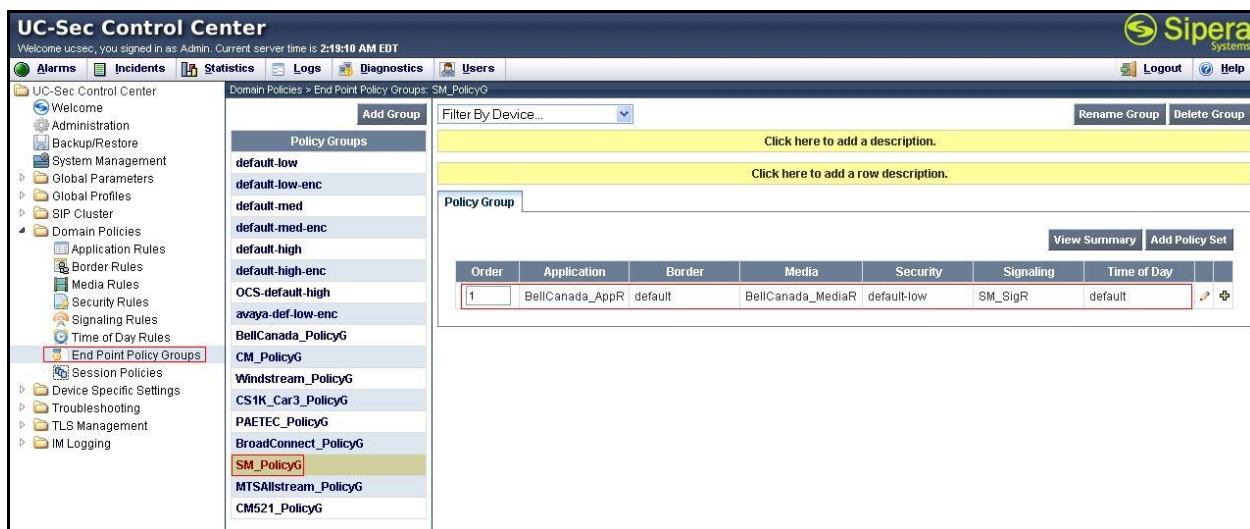 UC-Sec Control Center
Sipera
Systems
Welcome ucsec, you signed in as Admin. Current server time is 2:19:10 AM EDT
Alarms Incidents Statistics Logs Diagnostics Users Logout Help
UC-Sec Control Center
Welcome
Administration
Backup/Restore
System Management
Global Parameters
Global Profiles
SIP Cluster
Domain Policies
Application Rules
Border Rules
Media Rules
Security Rules
Signaling Rules
Time of Day Rules
End Point Policy Groups
Session Policies
Device Specific Settings
Troubleshooting
TLS Management
IM Logging
Domain Policies > End Point Policy Groups: SM_PolicyG
Add Group
Policy Groups
default-low
default-low-enc
default-med
default-med-enc
default-high
default-high-enc
OCS-default-high
avaya-def-low-enc
BellCanada_PolicyG
CM_PolicyG
Windstream_PolicyG
CS1K_Car3_PolicyG
PAETEC_PolicyG
BroadConnect_PolicyG
SM_PolicyG
MTSAllstream_PolicyG
CM521_PolicyG
Filter By Device...
Rename Group Delete Group
Click here to add a description.
Click here to add a row description.
Policy Group
View Summary Add Policy Set
Order Application Border Media Security Signaling Time of Day
1 BellCanada_AppR default BellCanada_MediaR default-low SM_SigR default